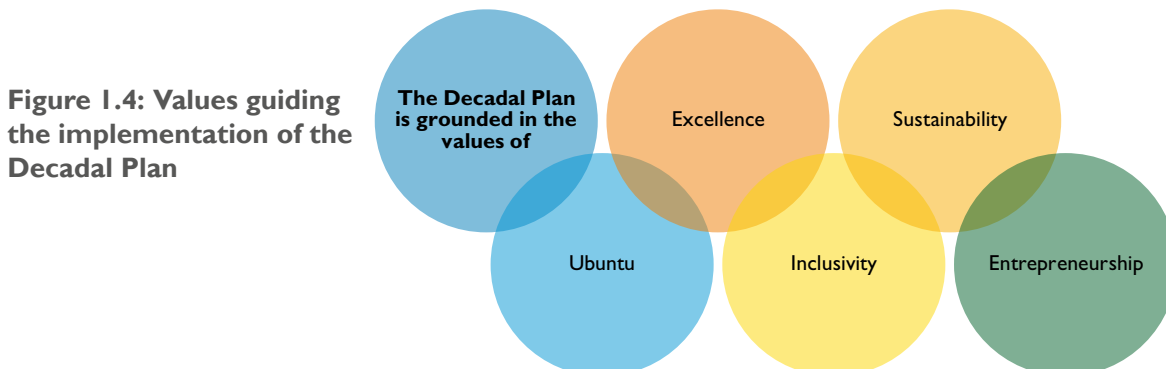 Figure 1.4: Values guiding
the implementation of the
Decadal Plan
The Decadal Plan
is grounded in the
values of
Excellence
Sustainability
Ubuntu
Inclusivity
Entrepreneurship